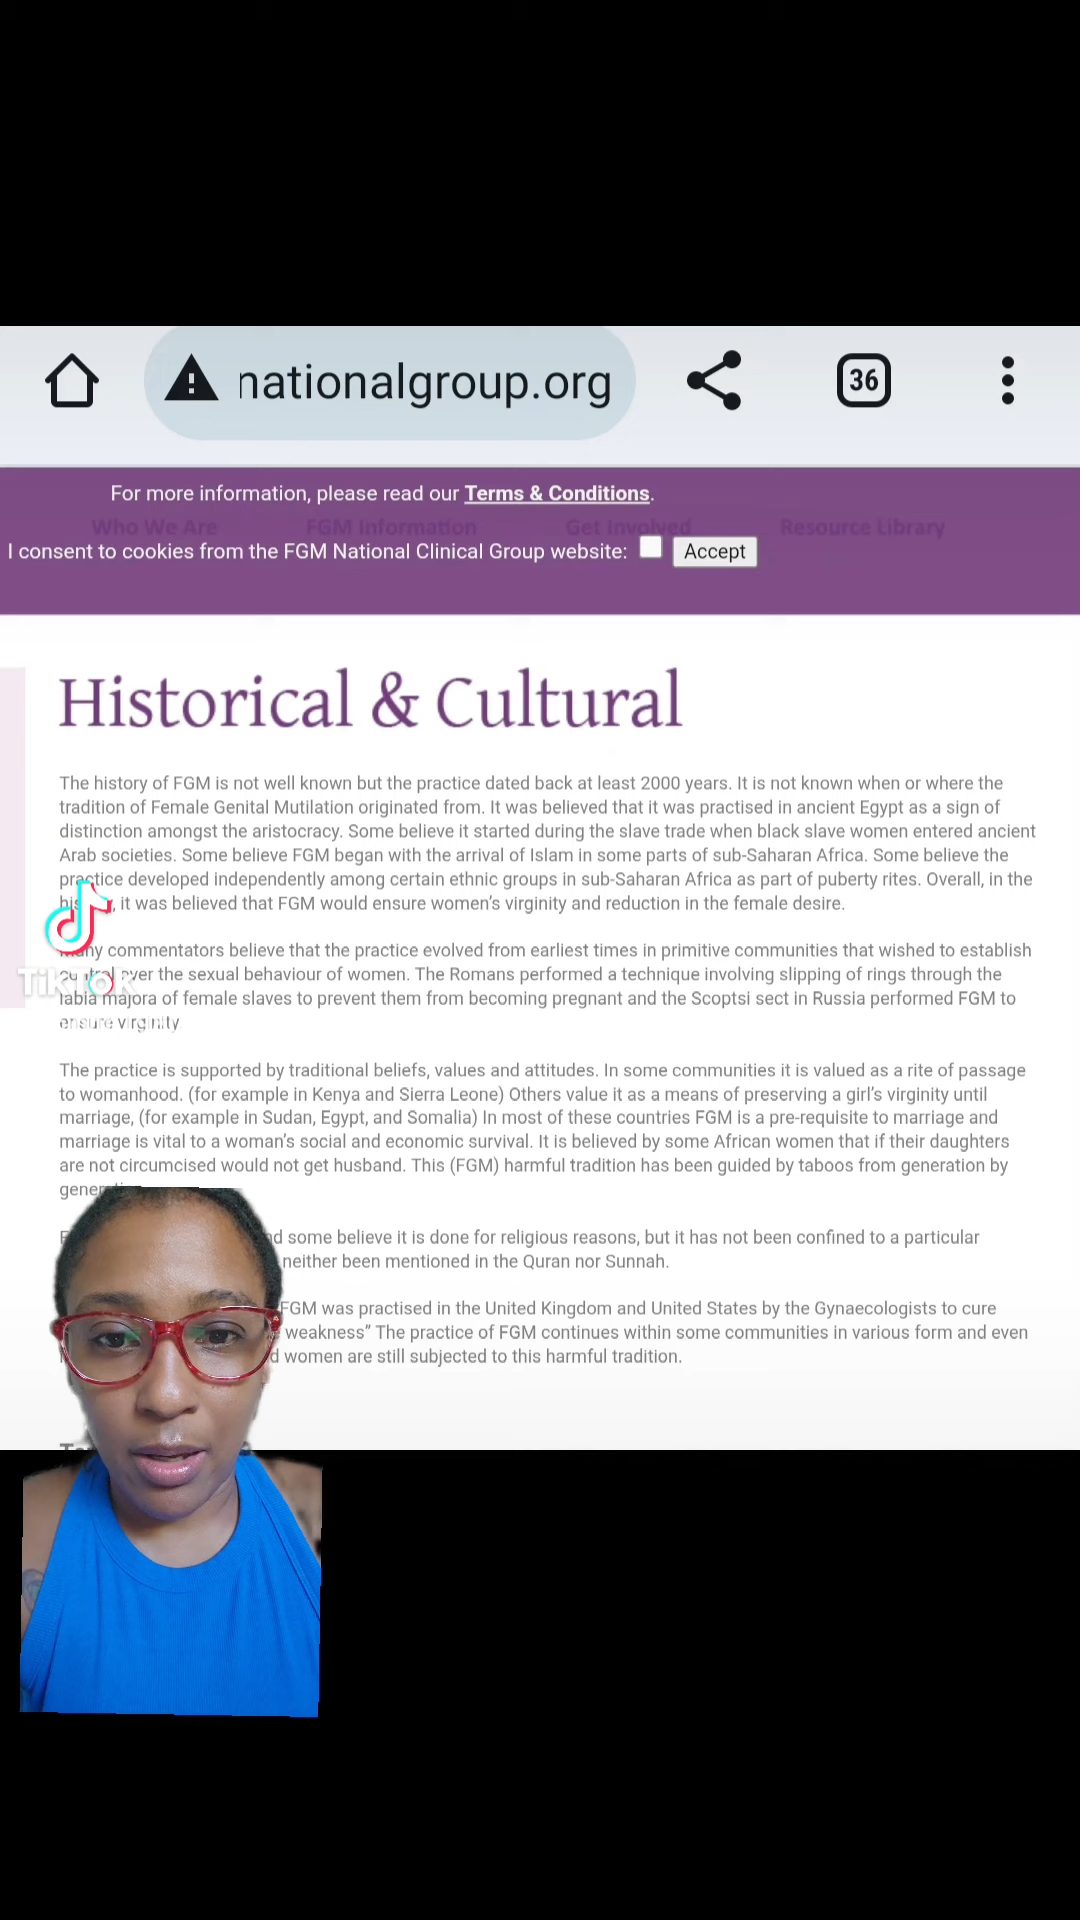 nationalgroup.org
36
For more information, please read our Terms & Conditions.
Who We Are FGM Information Get Involved Resource Library
I consent to cookies from the FGM National Clinical Group website: Accept
Historical & Cultural
The history of FGM is not well known but the practice dated back at least 2000 years. It is not known when or where the
tradition of Female Genital Mutilation originated from. It was believed that it was practised in ancient Egypt as a sign of
distinction amongst the aristocracy. Some believe it started during the slave trade when black slave women entered ancient
Arab societies. Some believe FGM began with the arrival of Islam in some parts of sub-Saharan Africa. Some believe the
practice developed independently among certain ethnic groups in sub-Saharan Africa as part of puberty rites. Overall, in the
it was believed that FGM would ensure women's virginity and reduction in the female desire.
commentators believe that the practice evolved from earliest times in primitive communities that wished to establish
over the sexual behaviour of women. The Romans performed a technique involving slipping of rings through the
TikTok
labia majora of female slaves to prevent them from becoming pregnant and the Scoptsi sect in Russia performed FGM to
ensure virginity
The practice is supported by traditional beliefs, values and attitudes. In some communities it is valued as a rite of passage
to womanhood. (for example in Kenya and Sierra Leone) Others value it as a means of preserving a girl's virginity until
marriage, (for example in Sudan, Egypt, and Somalia) In most of these countries FGM is a pre-requisite to marriage and
marriage is vital to a woman's social and economic survival. It is believed by some African women that if their daughters
are not circumcised would not get husband. This (FGM) harmful tradition has been guided by taboos from generation by
some believe it is done for religious reasons, but it has not been confined to a particular
neither been mentioned in the Quran nor Sunnah.
FGM was practised in the United Kingdom and United States by the Gynaecologists to cure
weakness” The practice of FGM continues within some communities in various form and even
women are still subjected to this harmful tradition.